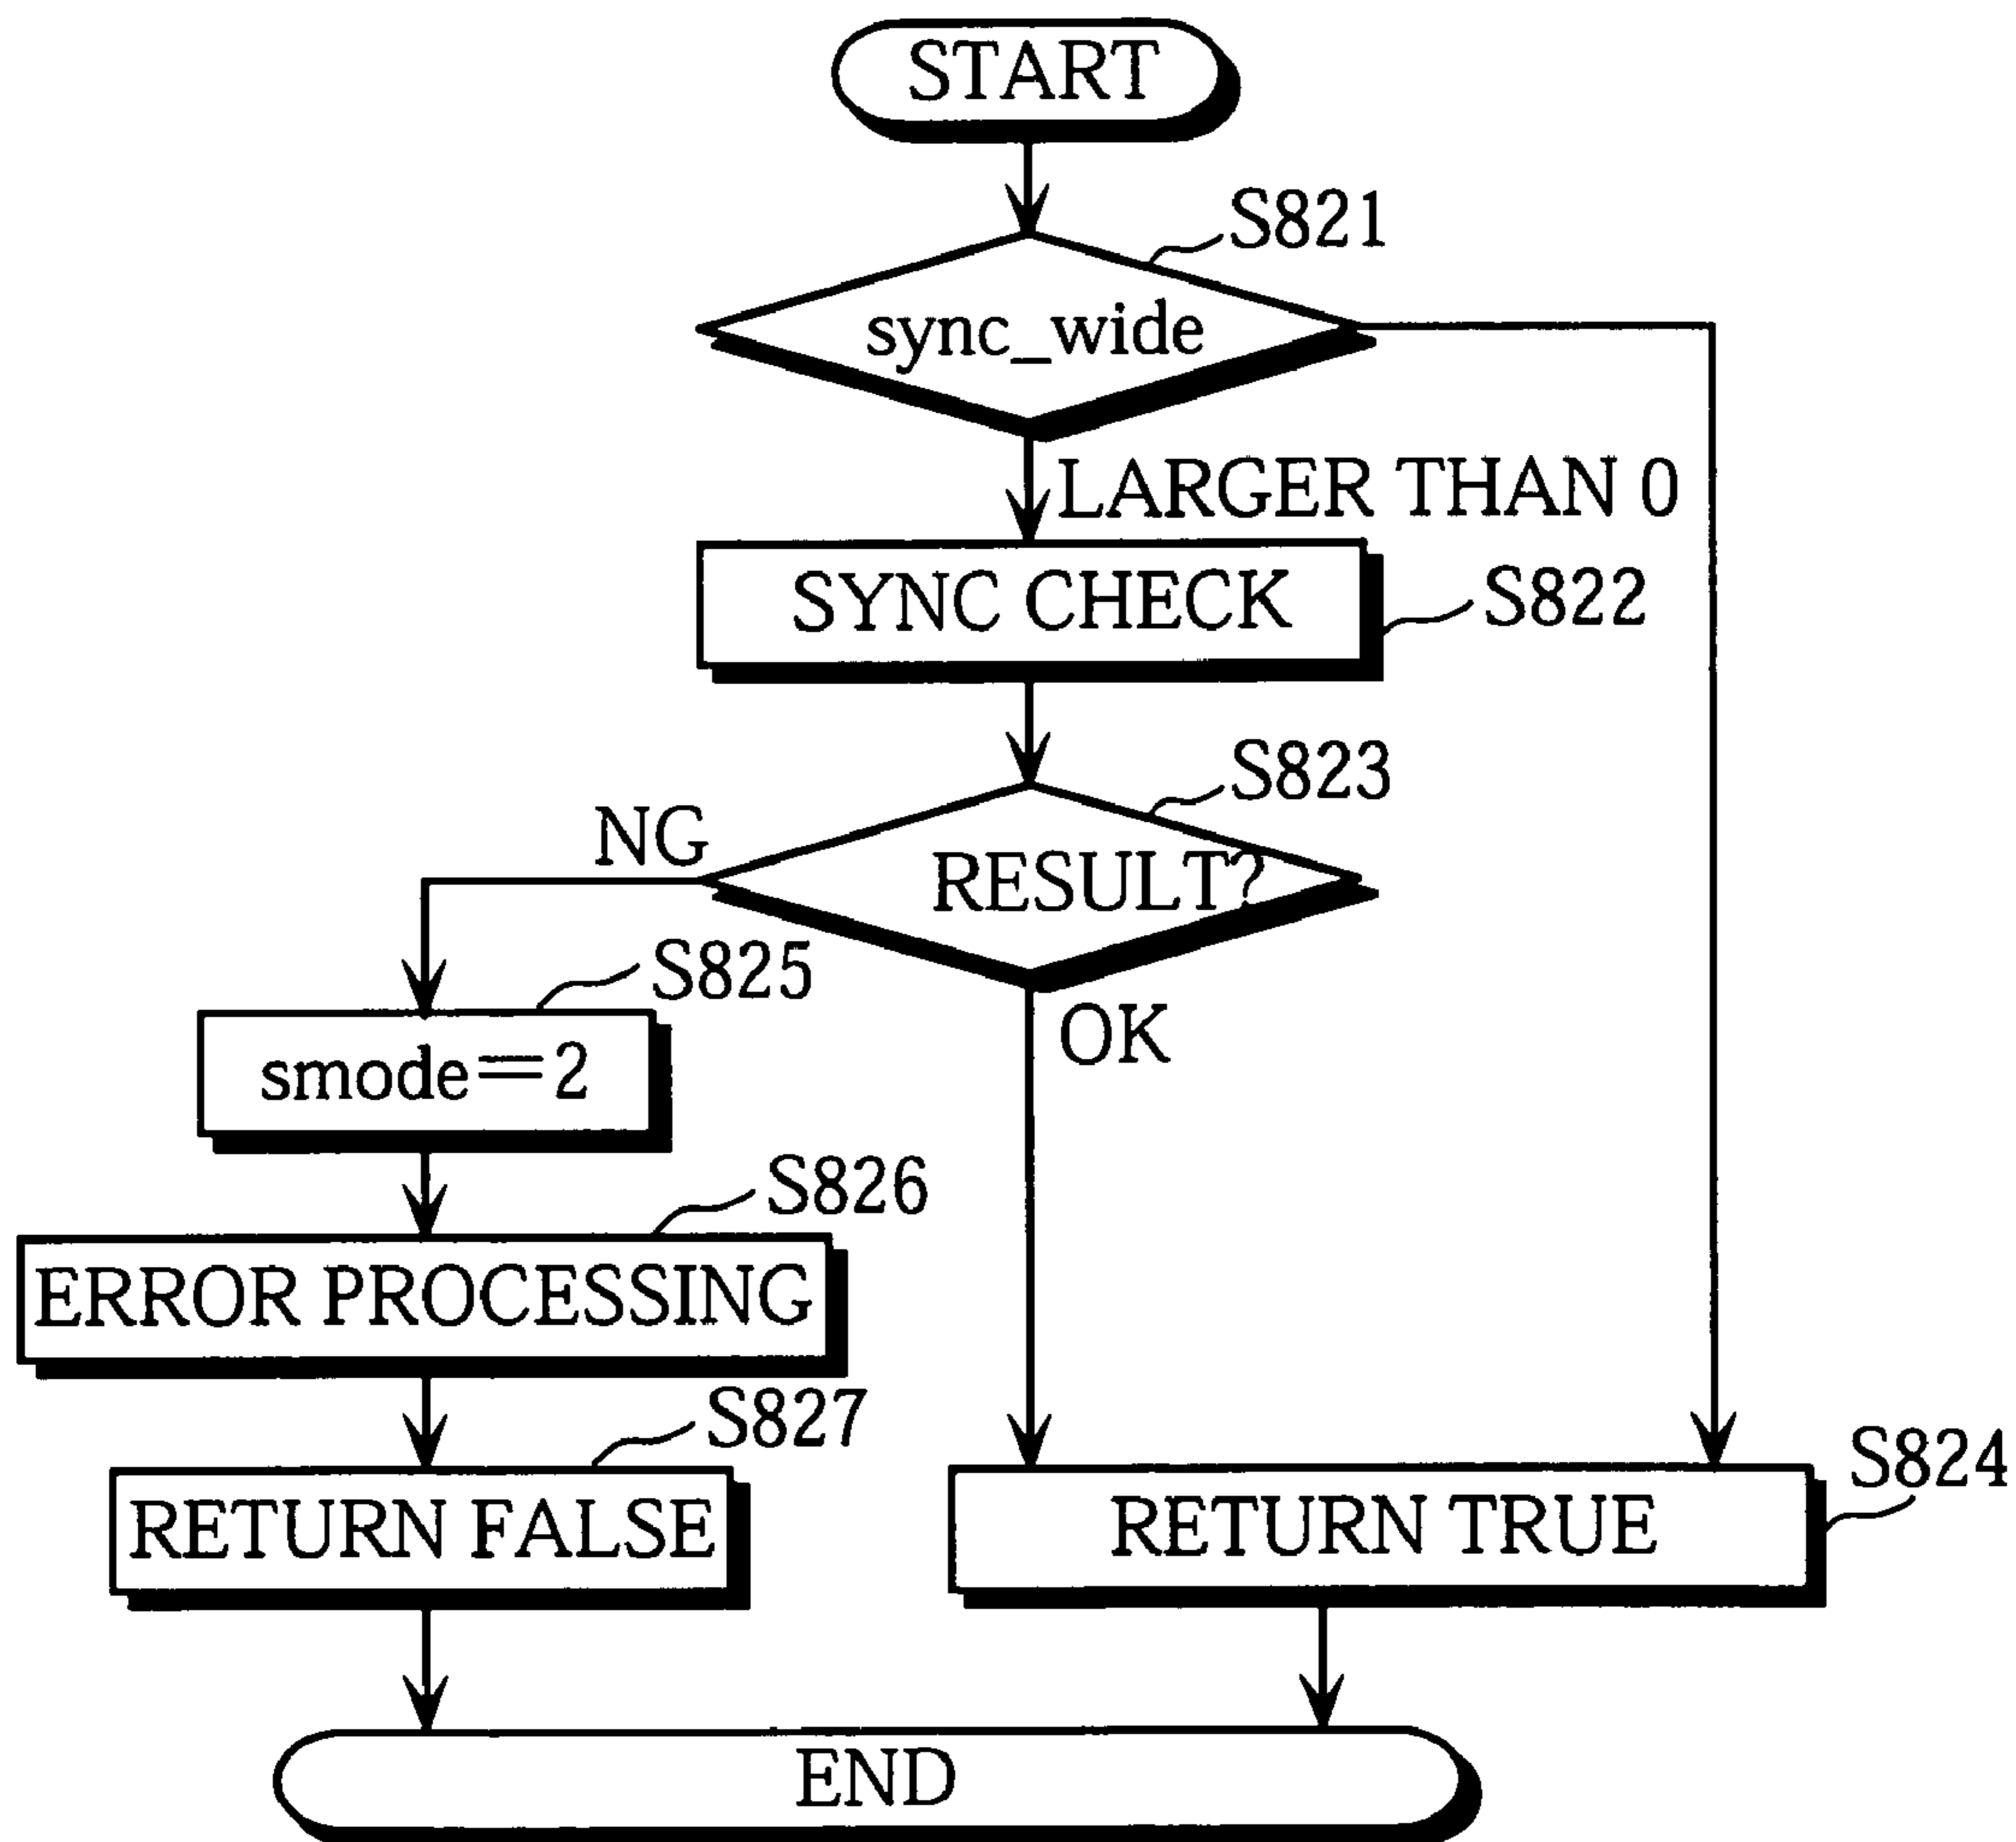 START
S821
sync_wide
LARGER THAN 0
SYNC CHECK
S822
S823
NG
RESULT?
S825
OK
smode=2
S826
ERROR PROCESSING
S827
S824
RETURN FALSE
RETURN TRUE
END